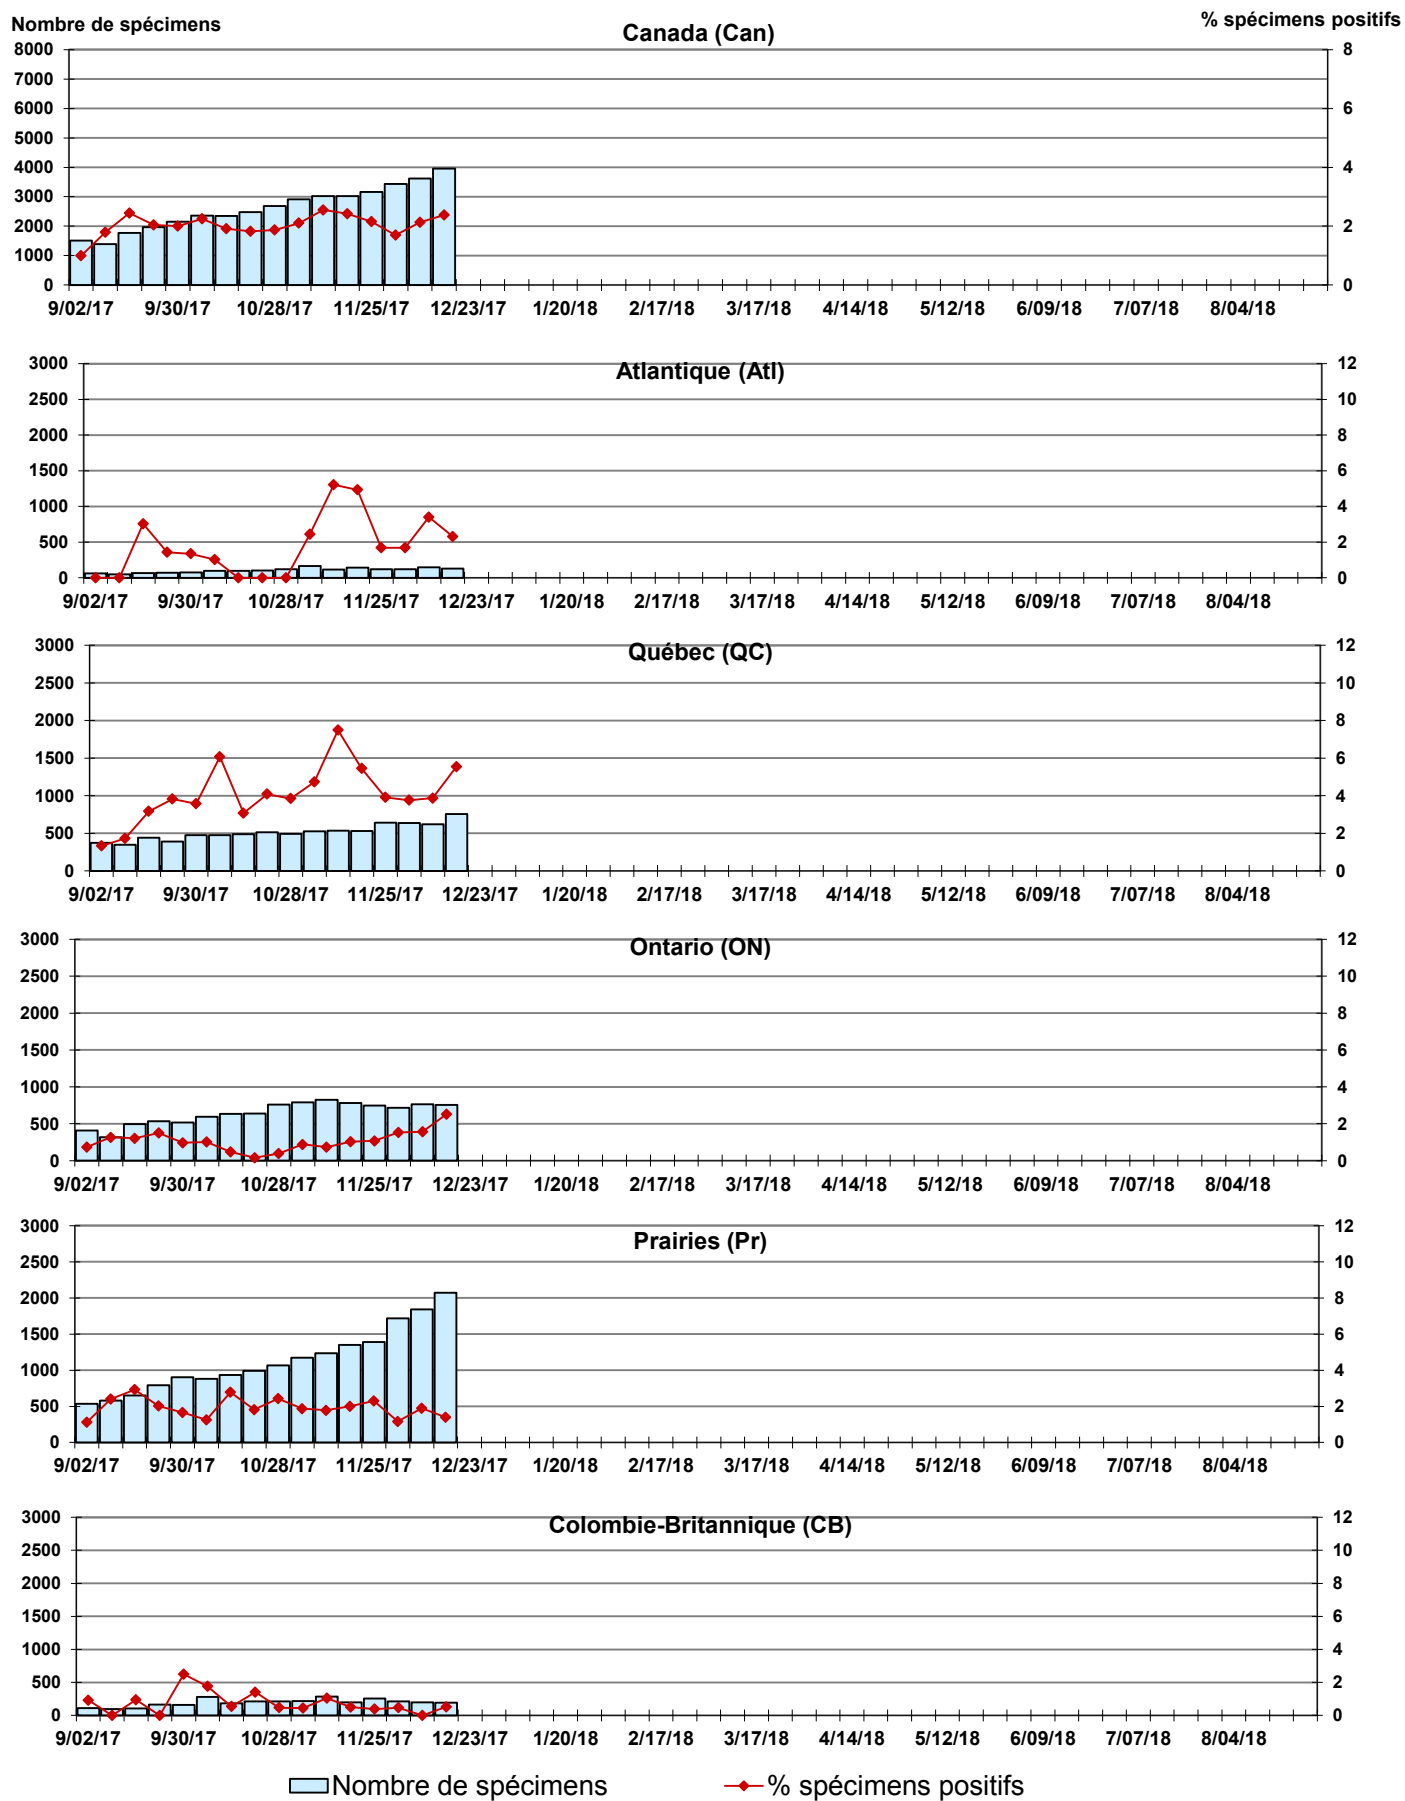 Nombre de spécimens
% spécimens positifs
Canada (Can)
8000 8
7000
6000 6
5000
4000 4
3000
2000 2
1000
0 0
9/02/17 9/30/17 10/28/17 11/25/17 12/23/17 1/20/18 2/17/18 3/17/18 4/14/18 5/12/18 6/09/18 7/07/18 8/04/18
Atlantique (Atl)
3000 12
2500 10
2000 8
1500 6
1000 4
500 2
0 0
9/02/17 9/30/17 10/28/17 11/25/17 12/23/17 1/20/18 2/17/18 3/17/18 4/14/18 5/12/18 6/09/18 7/07/18 8/04/18
Québec (QC)
3000 12
2500 10
2000 8
1500 6
1000 4
500 2
0 0
9/02/17 9/30/17 10/28/17 11/25/17 12/23/17 1/20/18 2/17/18 3/17/18 4/14/18 5/12/18 6/09/18 7/07/18 8/04/18
Ontario (ON)
3000 12
2500 10
2000 8
1500 6
1000 4
500 2
0 0
9/02/17 9/30/17 10/28/17 11/25/17 12/23/17 1/20/18 2/17/18 3/17/18 4/14/18 5/12/18 6/09/18 7/07/18 8/04/18
Prairies (Pr)
3000 12
2500 10
2000 8
1500 6
1000 4
500 2
0 0
9/02/17 9/30/17 10/28/17 11/25/17 12/23/17 1/20/18 2/17/18 3/17/18 4/14/18 5/12/18 6/09/18 7/07/18 8/04/18
Colombie-Britannique (CB)
3000 12
2500 10
2000 8
1500 6
1000 4
500 2
0 0
9/02/17 9/30/17 10/28/17 11/25/17 12/23/17 1/20/18 2/17/18 3/17/18 4/14/18 5/12/18 6/09/18 7/07/18 8/04/18
Nombre de spécimens % spécimens positifs